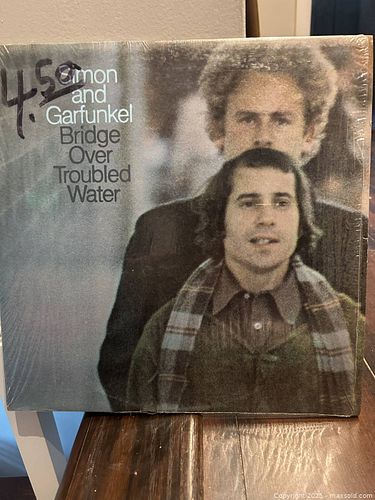 4.50
Simon
and
Garfunkel
Bridge
Over
Troubled
Water
Copyright 2025 - maxsold.com